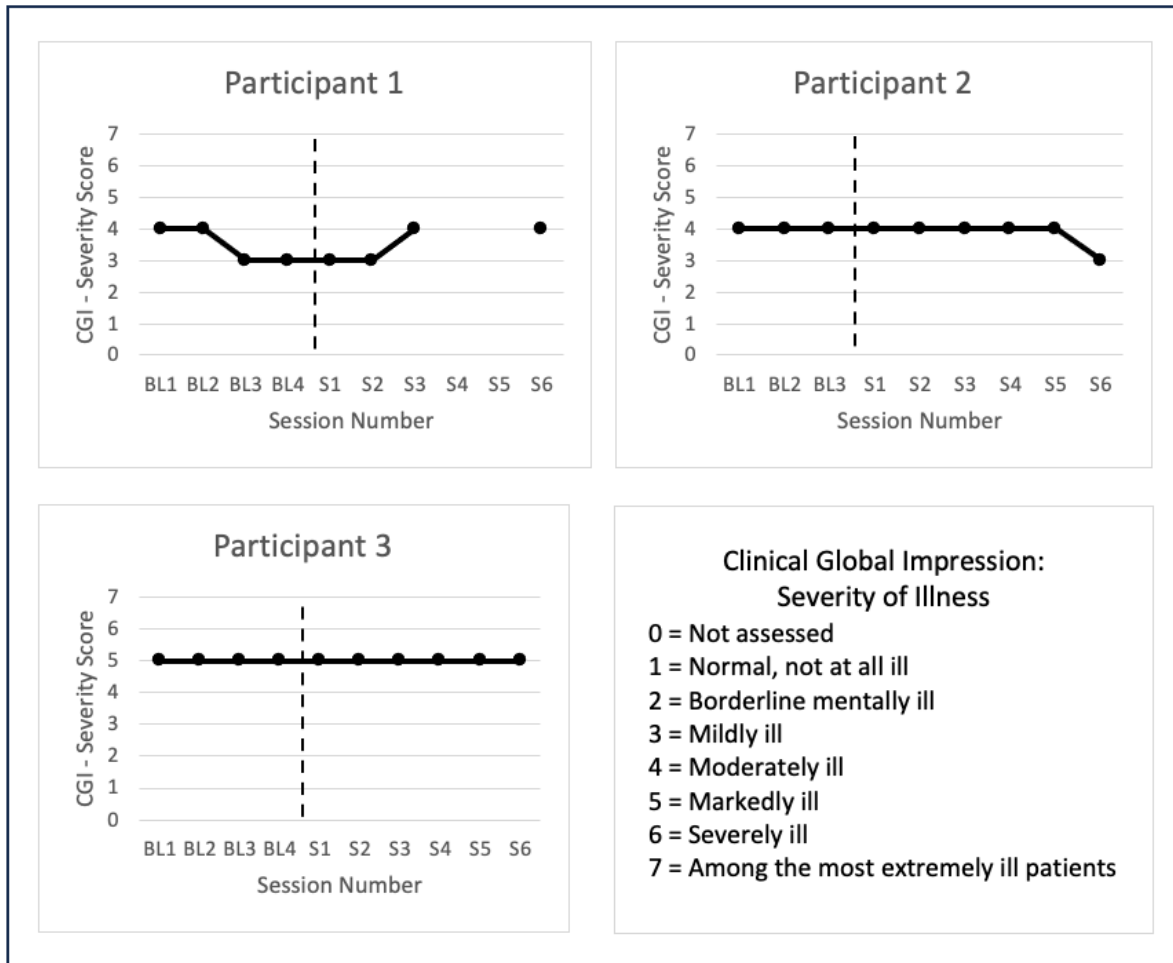 Participant 1
CGI - Severity Score
7
6
5
4
3
2
1
0
BL1 BL2 BL3 BL4 S1 S2 S3 S4 S5 S6
Session Number
Participant 2
CGI - Severity Score
7
6
5
4
3
2
1
0
BL1 BL2 BL3 S1 S2 S3 S4 S5 S6
Session Number
Participant 3
CGI - Severity Score
7
6
5
4
3
2
1
0
BL1 BL2 BL3 BL4 S1 S2 S3 S4 S5 S6
Session Number
Clinical Global Impression:
Severity of Illness
0 = Not assessed
1 = Normal, not at all ill
2 = Borderline mentally ill
3 = Mildly ill
4 = Moderately ill
5 = Markedly ill
6 = Severely ill
7 = Among the most extremely ill patients